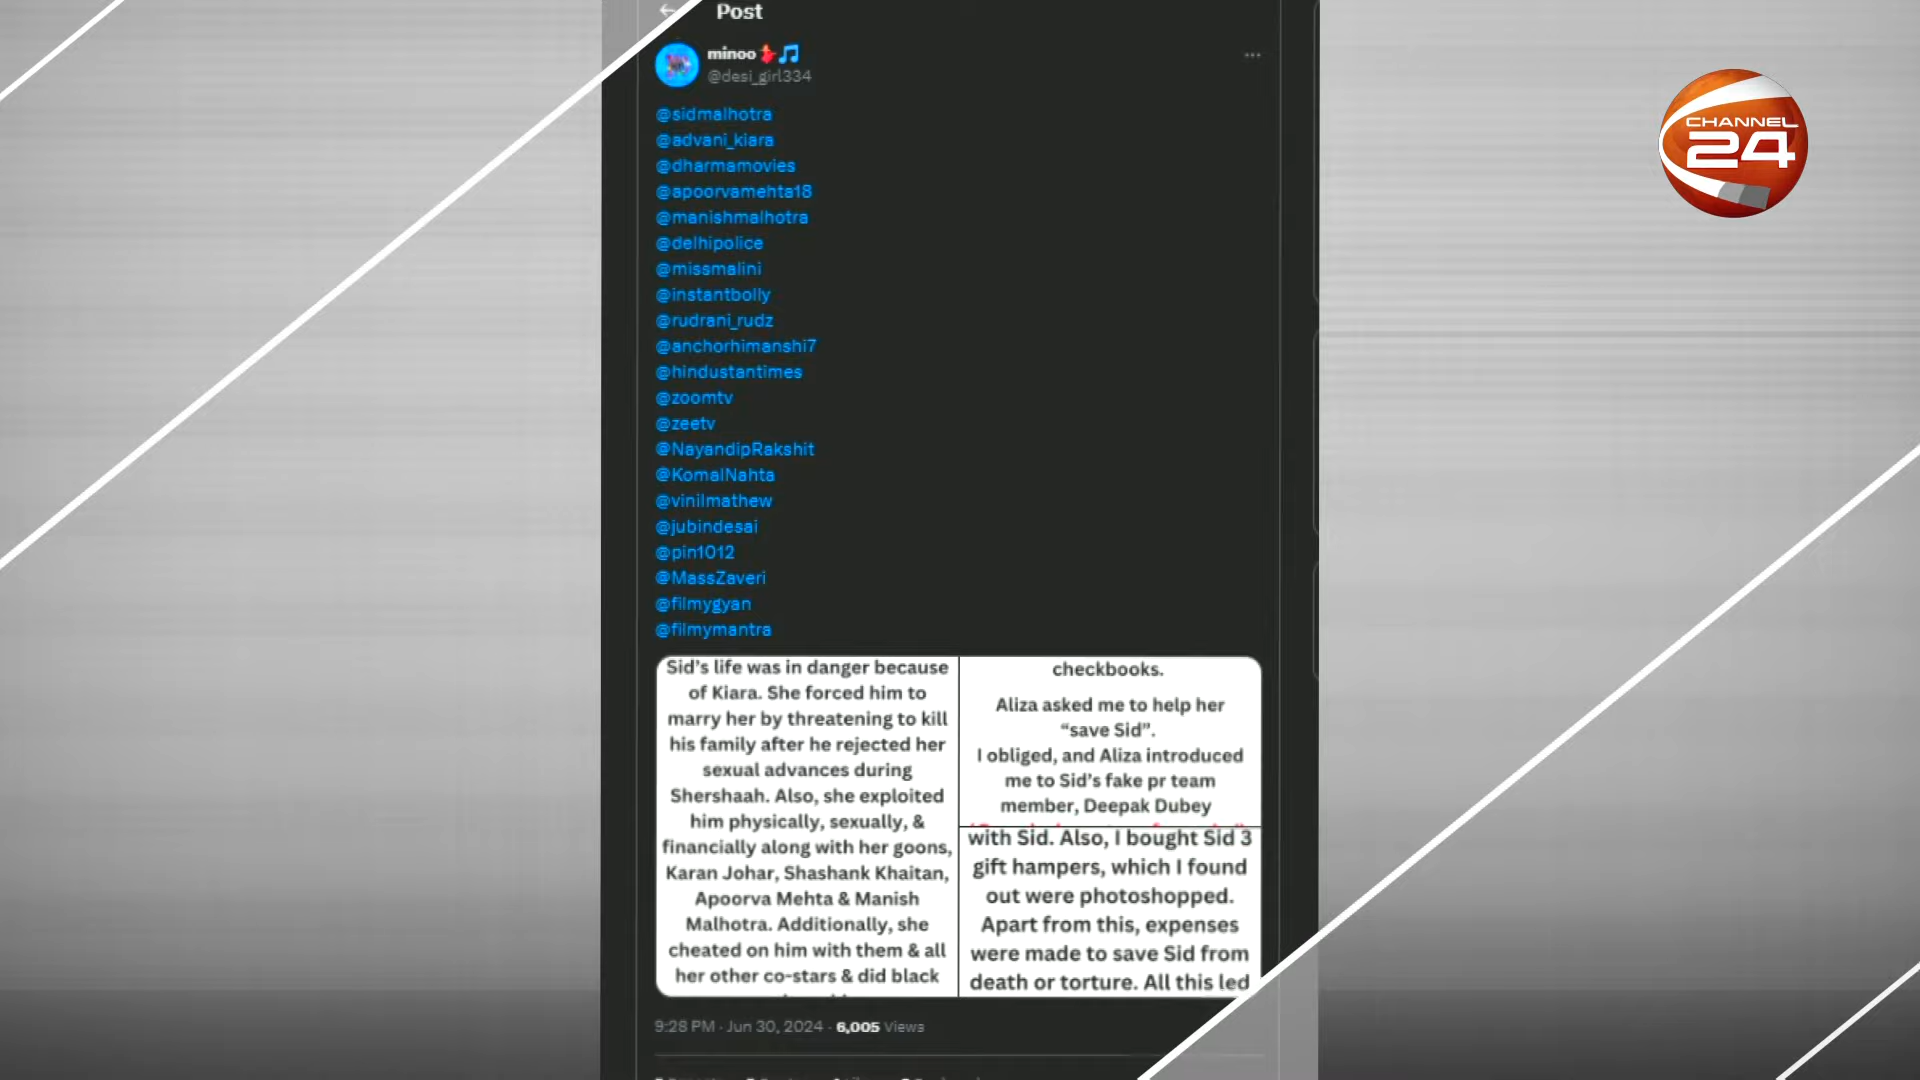 Post
minoo
@desi_girl334
@sidmalhotra
@advani_kiara
@dharmamovies
@apoorvamehta18
@manishmalhotra
@delhipolice
@missmalini
@instantbolly
@rudrani_rudz
@anchorhimanshi7
@hindustantimes
@zoomtv
@zeetv
@NayandipRakshit
@KomalNahta
@vinilmathew
@jubindesai
@pin1012
@MassZaveri
@filmygyan
@filmymantra
Sid's life was in danger because
of Kiara. She forced him to
marry her by threatening to kill
his family after he rejected her
sexual advances during
Shershaah. Also, she exploited
him physically, sexually, &
financially along with her goons,
Karan Johar, Shashank Khaitan,
Apoorva Mehta & Manish
Malhotra. Additionally, she
cheated on him with them & all
her other co-stars & did black
checkbooks.
Aliza asked me to help her
“save Sid”.
I obliged, and Aliza introduced
me to Sid's fake pr team
member, Deepak Dubey
with Sid. Also, I bought Sid 3
gift hampers, which I found
out were photoshopped.
Apart from this, expenses
were made to save Sid from
death or torture. All this led
9:28 PM · Jun 30, 2024 · 6,005 Views
CHANNEL
24